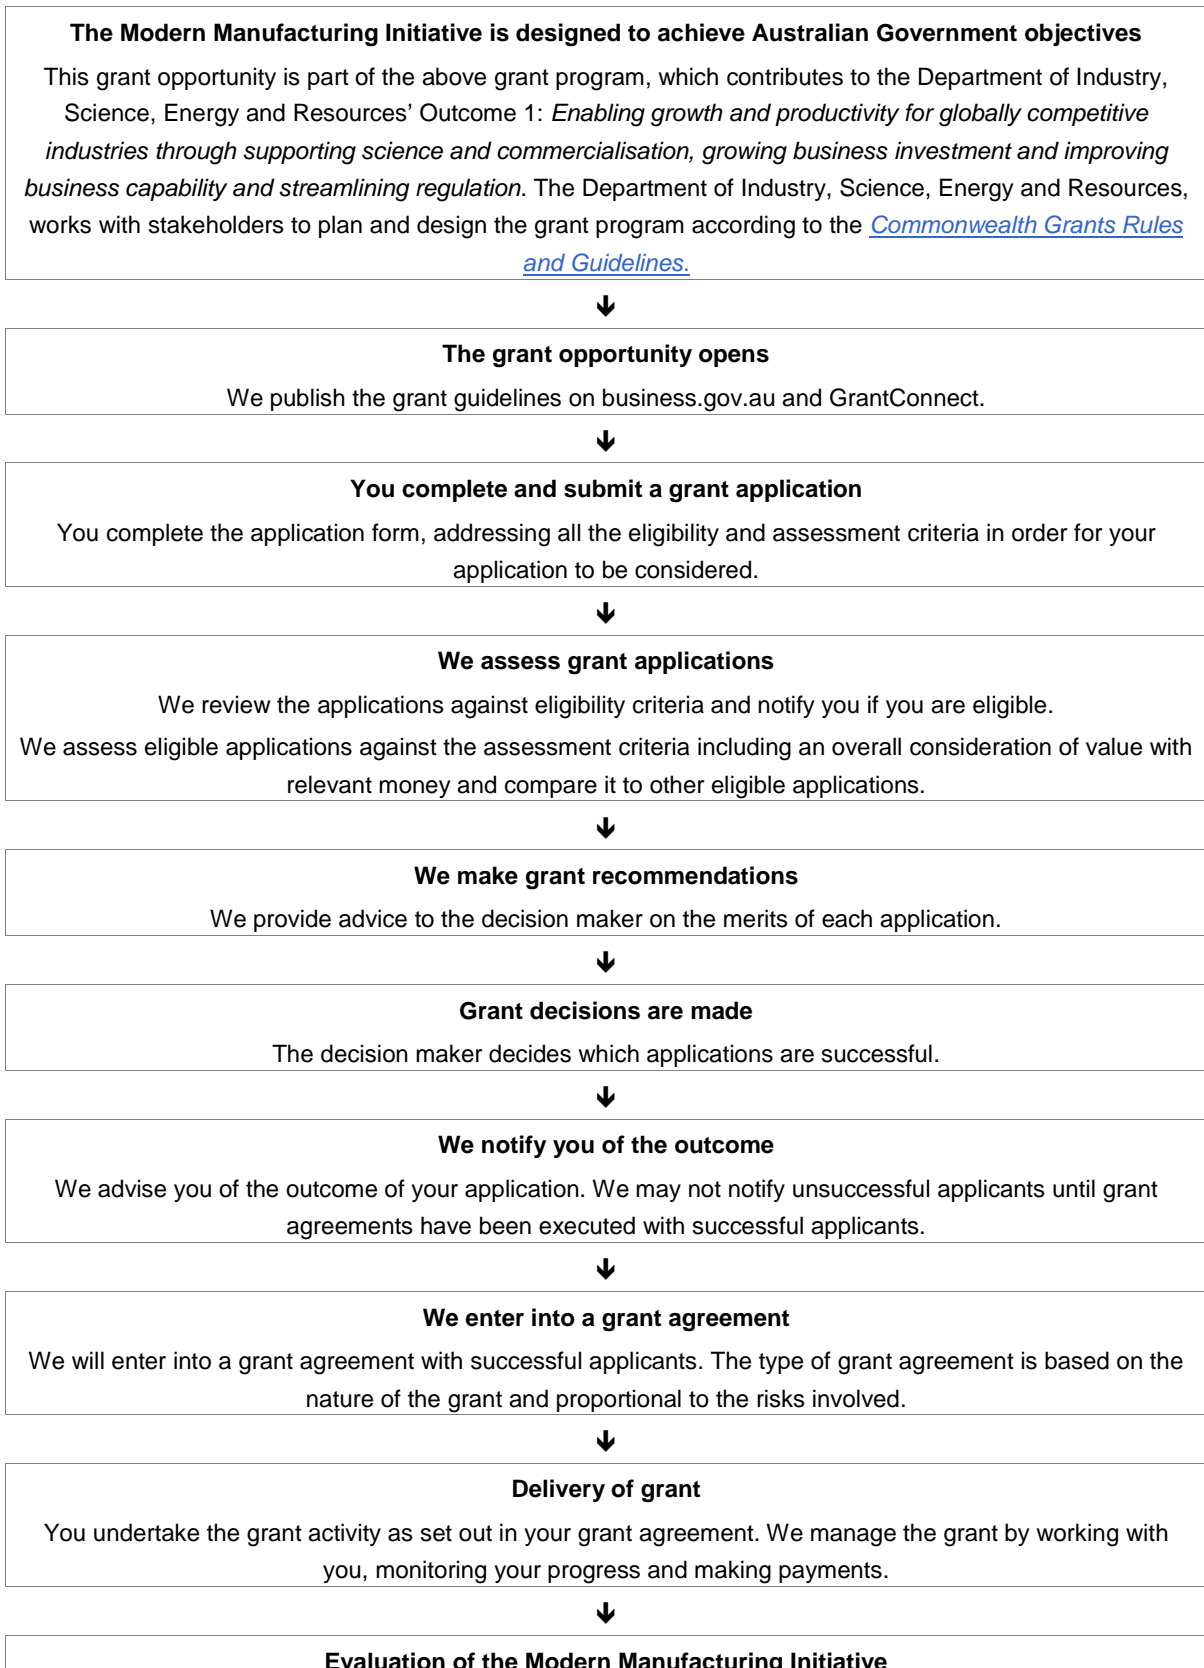 The Modern Manufacturing Initiative is designed to achieve Australian Government objectives
This grant opportunity is part of the above grant program, which contributes to the Department of Industry,
Science, Energy and Resources’ Outcome 1: Enabling growth and productivity for globally competitive
industries through supporting science and commercialisation, growing business investment and improving
business capability and streamlining regulation. The Department of Industry, Science, Energy and Resources,
works with stakeholders to plan and design the grant program according to the Commonwealth Grants Rules
and Guidelines.
The grant opportunity opens
We publish the grant guidelines on business.gov.au and GrantConnect.
You complete and submit a grant application
You complete the application form, addressing all the eligibility and assessment criteria in order for your
application to be considered.
We assess grant applications
We review the applications against eligibility criteria and notify you if you are eligible.
We assess eligible applications against the assessment criteria including an overall consideration of value with
relevant money and compare it to other eligible applications.
We make grant recommendations
We provide advice to the decision maker on the merits of each application.
Grant decisions are made
The decision maker decides which applications are successful.
We notify you of the outcome
We advise you of the outcome of your application. We may not notify unsuccessful applicants until grant
agreements have been executed with successful applicants.
We enter into a grant agreement
We will enter into a grant agreement with successful applicants. The type of grant agreement is based on the
nature of the grant and proportional to the risks involved.
Delivery of grant
You undertake the grant activity as set out in your grant agreement. We manage the grant by working with
you, monitoring your progress and making payments.
Evaluation of the Modern Manufacturing Initiative